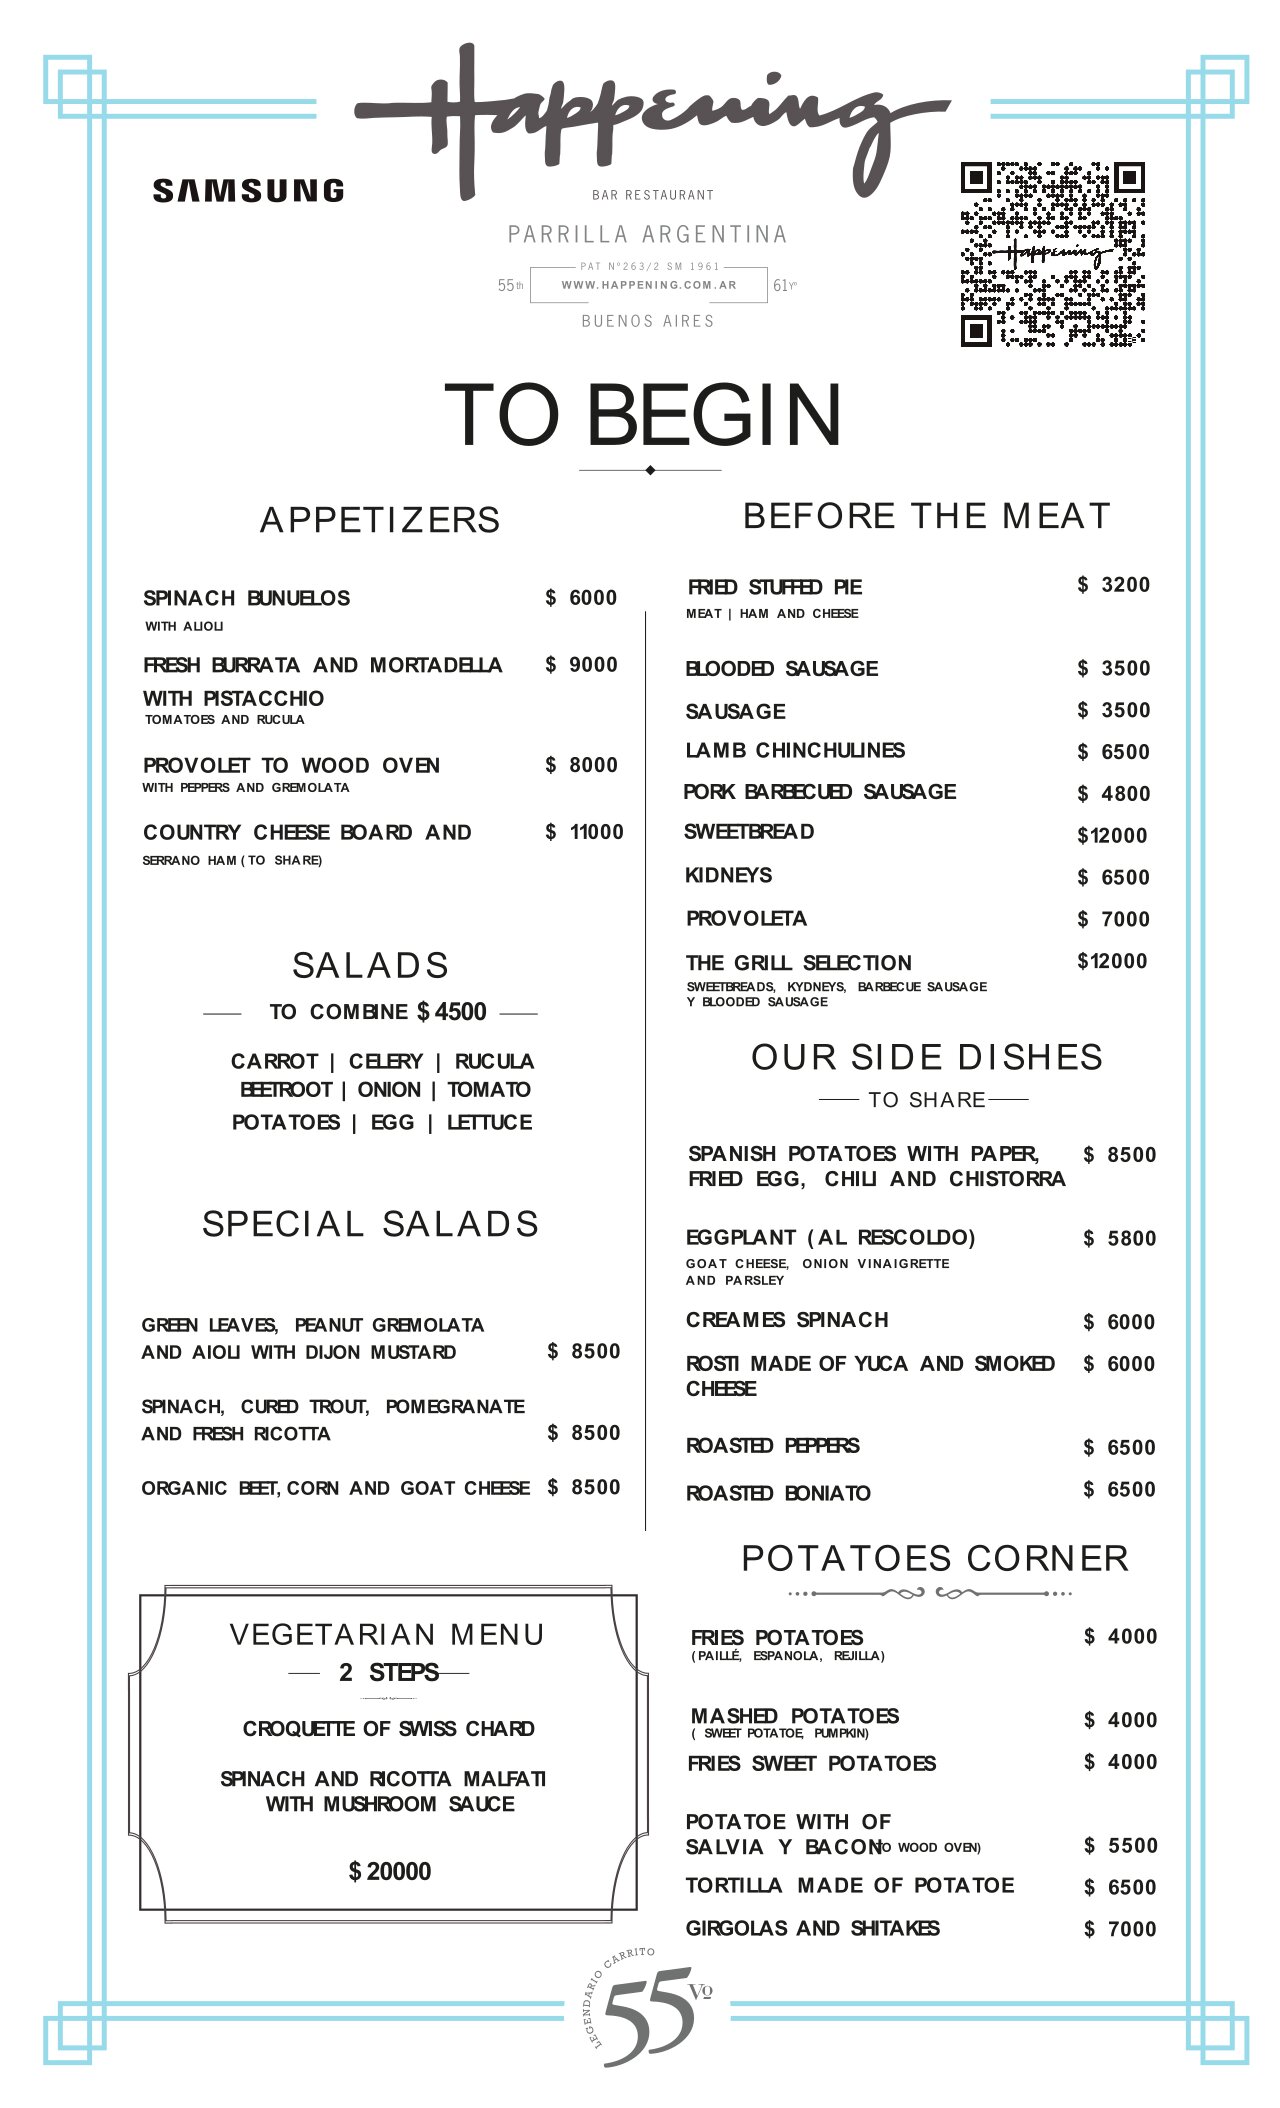 Happening
SAMSUNG
BAR RESTAURANT
PARRILLA ARGENTINA
PAT Nº263/2 SM 1961
55th WWW.HAPPENING.COM.AR 61Yº
BUENOS AIRES
Happening
TO BEGIN
APPETIZERS
SPINACH BUNUELOS $ 6000
WITH ALIOLI
FRESH BURRATA AND MORTADELLA $ 9000
WITH PISTACCHIO
TOMATOES AND RUCULA
PROVOLET TO WOOD OVEN $ 8000
WITH PEPPERS AND GREMOLATA
COUNTRY CHEESE BOARD AND $ 11000
SERRANO HAM (TO SHARE)
SALADS
TO COMBINE $ 4500
CARROT | CELERY | RUCULA
BEETROOT | ONION | TOMATO
POTATOES | EGG | LETTUCE
SPECIAL SALADS
GREEN LEAVES, PEANUT GREMOLATA
AND AIOLI WITH DIJON MUSTARD $ 8500
SPINACH, CURED TROUT, POMEGRANATE
AND FRESH RICOTTA $ 8500
ORGANIC BEET, CORN AND GOAT CHEESE $ 8500
VEGETARIAN MENU
2 STEPS
CROQUETTE OF SWISS CHARD
SPINACH AND RICOTTA MALFATI
WITH MUSHROOM SAUCE
$ 20000
BEFORE THE MEAT
FRIED STUFFED PIE $ 3200
MEAT | HAM AND CHEESE
BLOODED SAUSAGE $ 3500
SAUSAGE $ 3500
LAMB CHINCHULINES $ 6500
PORK BARBECUED SAUSAGE $ 4800
SWEETBREAD $12000
KIDNEYS $ 6500
PROVOLETA $ 7000
THE GRILL SELECTION $12000
SWEETBREADS, KYDNEYS, BARBECUE SAUSAGE
Y BLOODED SAUSAGE
OUR SIDE DISHES
TO SHARE
SPANISH POTATOES WITH PAPER, $ 8500
FRIED EGG, CHILI AND CHISTORRA
EGGPLANT (AL RESCOLDO) $ 5800
GOAT CHEESE, ONION VINAIGRETTE
AND PARSLEY
CREAMES SPINACH $ 6000
ROSTI MADE OF YUCA AND SMOKED $ 6000
CHEESE
ROASTED PEPPERS $ 6500
ROASTED BONIATO $ 6500
POTATOES CORNER
FRIES POTATOES $ 4000
(PAILLÉ, ESPANOLA, REJILLA)
MASHED POTATOES $ 4000
( SWEET POTATOE, PUMPKIN)
FRIES SWEET POTATOES $ 4000
POTATOE WITH OF
SALVIA Y BACON (TO WOOD OVEN) $ 5500
TORTILLA MADE OF POTATOE $ 6500
GIRGOLAS AND SHITAKES $ 7000
LEGENDARIO CARRITO
55 Vº